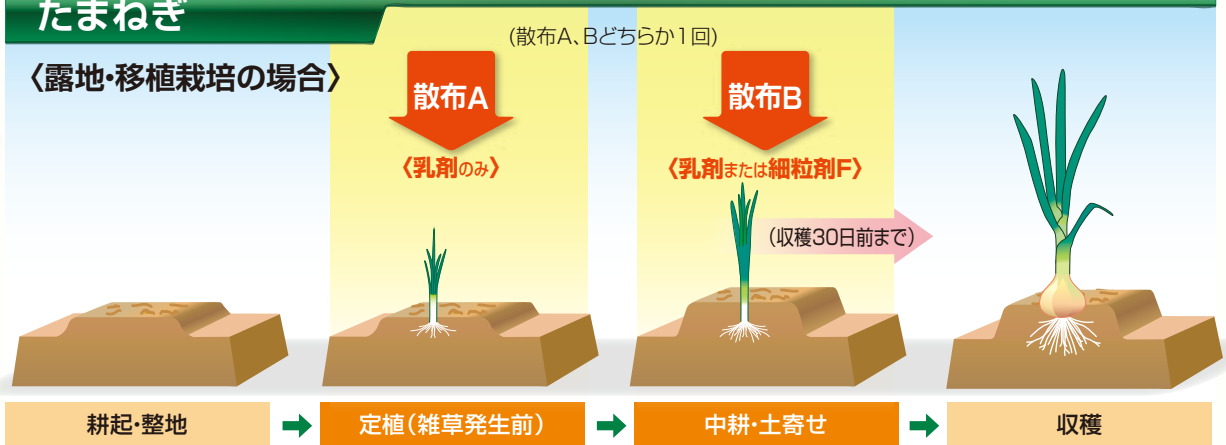 たまねぎ
(散布A、Bどちらか1回)
〈露地・移植栽培の場合〉
散布A
〈乳剤のみ〉
散布B
〈乳剤または細粒剤F〉
(収穫30日前まで)
耕起・整地
定植(雑草発生前)
中耕・土寄せ
収穫